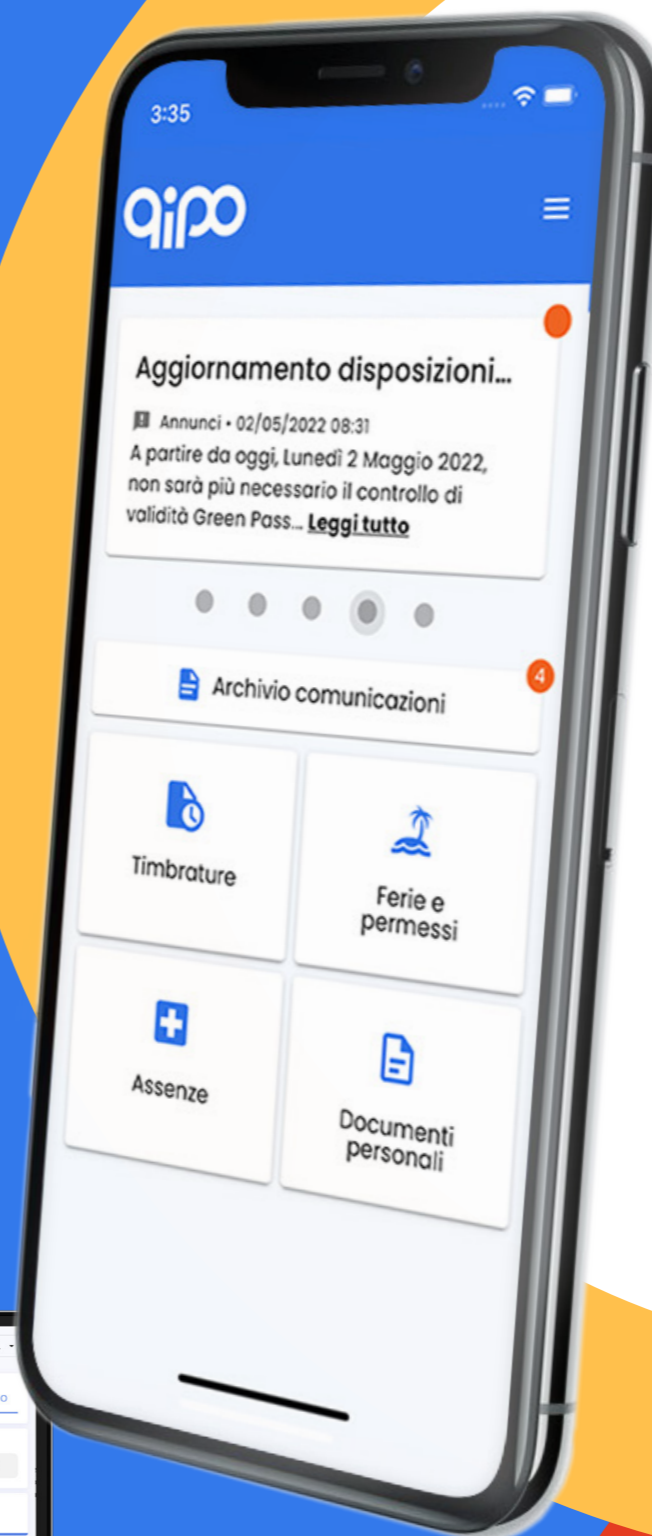 3:35
qipo
Aggiornamento disposizioni...
Annunci • 02/05/2022 08:31
A partire da oggi, Lunedì 2 Maggio 2022,
non sarà più necessario il controllo di
validità Green Pass... Leggi tutto
Archivio comunicazioni
4
Timbrature
Ferie e
permessi
Assenze
Documenti
personali